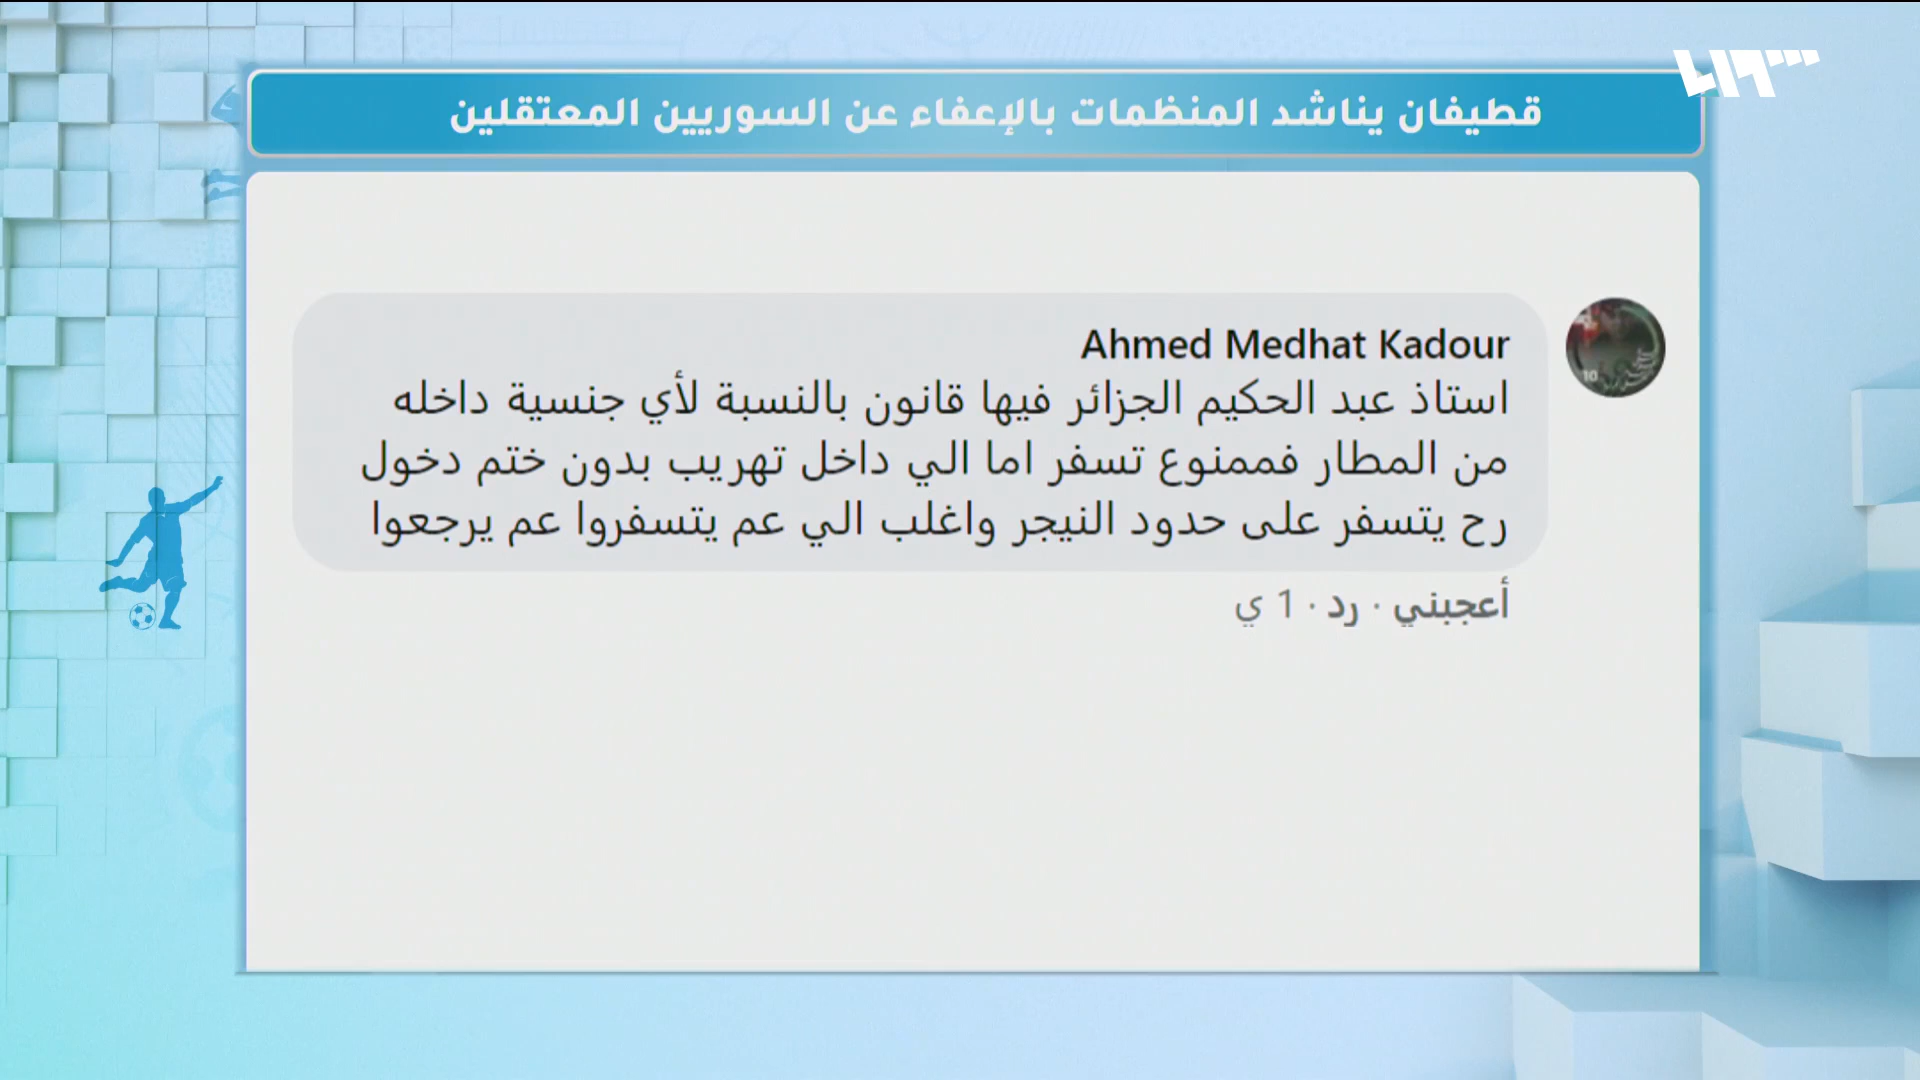 قطيفان يناشد المنظمات بالإعفاء عن السوريين المعتقلين
Ahmed Medhat Kadour
استاذ عبد الحكيم الجزائر فيها قانون بالنسبة لأي جنسية داخله
من المطار فممنوع تسفر اما الي داخل تهريب بدون ختم دخول
رح يتسفر على حدود النيجر واغلب الي عم يتسفروا عم يرجعوا
أعجبني · رد · 1 ي